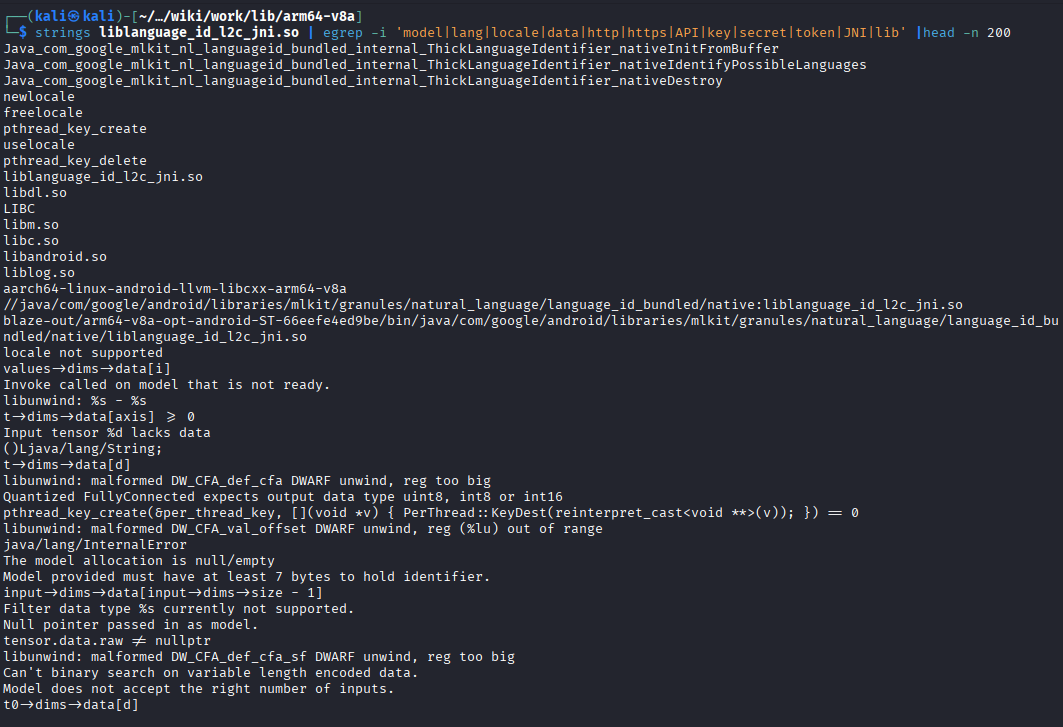 ┌──(kali㉿kali)-[~/…/wiki/work/lib/arm64-v8a]
└─$ strings liblanguage_id_l2c_jni.so | egrep -i 'model|lang|locale|data|http|https|API|key|secret|token|JNI|lib' |head -n 200
Java_com_google_mlkit_nl_languageid_bundled_internal_ThickLanguageIdentifier_nativeInitFromBuffer
Java_com_google_mlkit_nl_languageid_bundled_internal_ThickLanguageIdentifier_nativeIdentifyPossibleLanguages
Java_com_google_mlkit_nl_languageid_bundled_internal_ThickLanguageIdentifier_nativeDestroy
newlocale
freelocale
pthread_key_create
uselocale
pthread_key_delete
liblanguage_id_l2c_jni.so
libdl.so
LIBC
libm.so
libc.so
libandroid.so
liblog.so
aarch64-linux-android-llvm-libcxx-arm64-v8a
//java/com/google/android/libraries/mlkit/granules/natural_language/language_id_bundled/native:liblanguage_id_l2c_jni.so
blaze-out/arm64-v8a-opt-android-ST-66eefe4ed9be/bin/java/com/google/android/libraries/mlkit/granules/natural_language/language_id_bu
ndled/native/liblanguage_id_l2c_jni.so
locale not supported
values→dims→data[i]
Invoke called on model that is not ready.
libunwind: %s - %s
t→dims→data[axis] ⩾ 0
Input tensor %d lacks data
()Ljava/lang/String;
t→dims→data[d]
libunwind: malformed DW_CFA_def_cfa DWARF unwind, reg too big
Quantized FullyConnected expects output data type uint8, int8 or int16
pthread_key_create(&per_thread_key, [](void *v) { PerThread::KeyDest(reinterpret_cast<void **>(v)); }) == 0
libunwind: malformed DW_CFA_val_offset DWARF unwind, reg (%lu) out of range
java/lang/InternalError
The model allocation is null/empty
Model provided must have at least 7 bytes to hold identifier.
input→dims→data[input→dims→size - 1]
Filter data type %s currently not supported.
Null pointer passed in as model.
tensor.data.raw ≠ nullptr
libunwind: malformed DW_CFA_def_cfa_sf DWARF unwind, reg too big
Can't binary search on variable length encoded data.
Model does not accept the right number of inputs.
t0→dims→data[d]